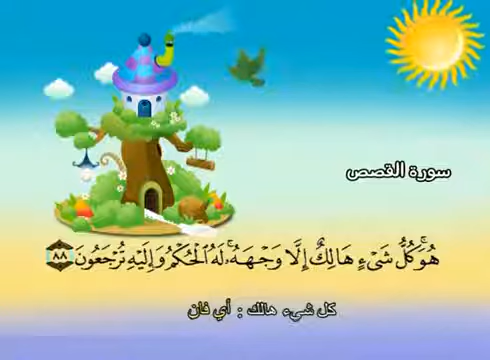 سورة القصص
هُوَۚ كُلُّ شَيْءٍ هَالِكٌ إِلَّا وَجْهَهُۥۚ لَهُ ٱلْحُكْمُ وَإِلَيْهِ تُرْجَعُونَ ٨٨
كل شيء هالك : أي فان